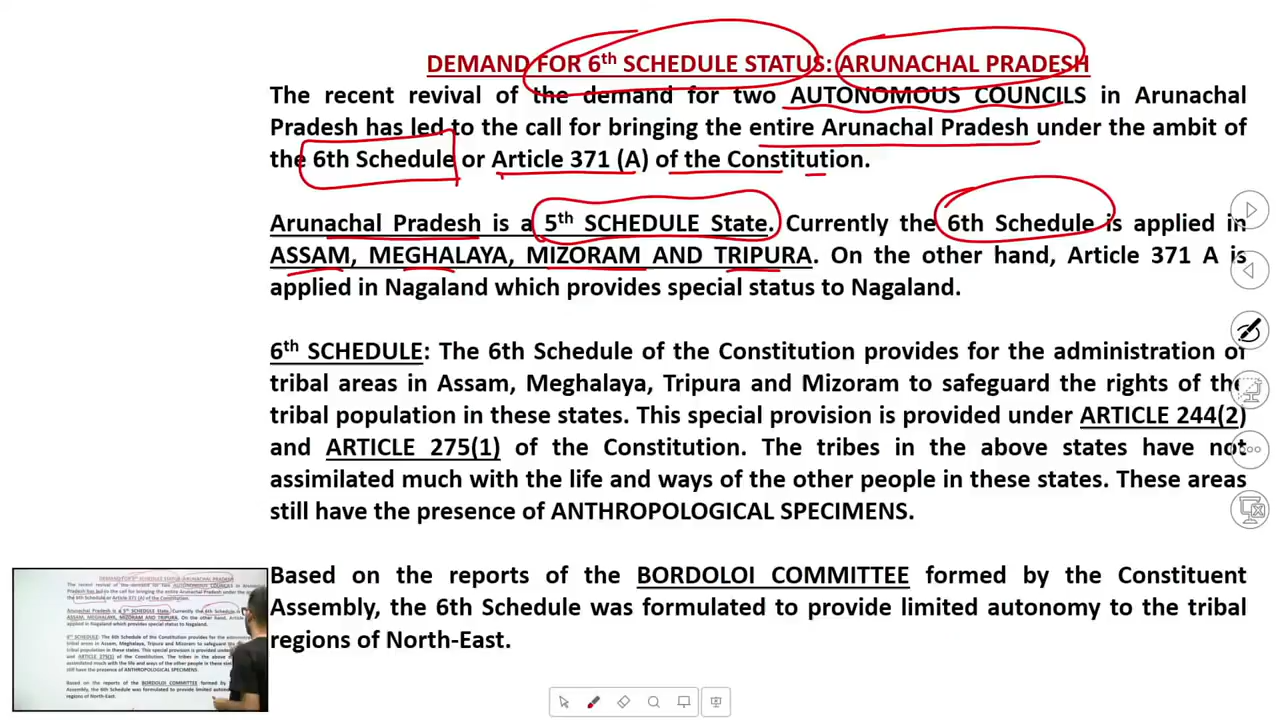 DEMAND FOR 6th SCHEDULE STATUS: ARUNACHAL PRADESH
The recent revival of the demand for two AUTONOMOUS COUNCILS in Arunachal
Pradesh has led to the call for bringing the entire Arunachal Pradesh under the ambit of
the 6th Schedule or Article 371 (A) of the Constitution.
Arunachal Pradesh is a 5th SCHEDULE State. Currently the 6th Schedule is applied in
ASSAM, MEGHALAYA, MIZORAM AND TRIPURA. On the other hand, Article 371 A is
applied in Nagaland which provides special status to Nagaland.
6th SCHEDULE: The 6th Schedule of the Constitution provides for the administration of
tribal areas in Assam, Meghalaya, Tripura and Mizoram to safeguard the rights of the
tribal population in these states. This special provision is provided under ARTICLE 244(2)
and ARTICLE 275(1) of the Constitution. The tribes in the above states have not
assimilated much with the life and ways of the other people in these states. These areas
still have the presence of ANTHROPOLOGICAL SPECIMENS.
Based on the reports of the BORDOLOI COMMITTEE formed by the Constituent
Assembly, the 6th Schedule was formulated to provide limited autonomy to the tribal
regions of North-East.